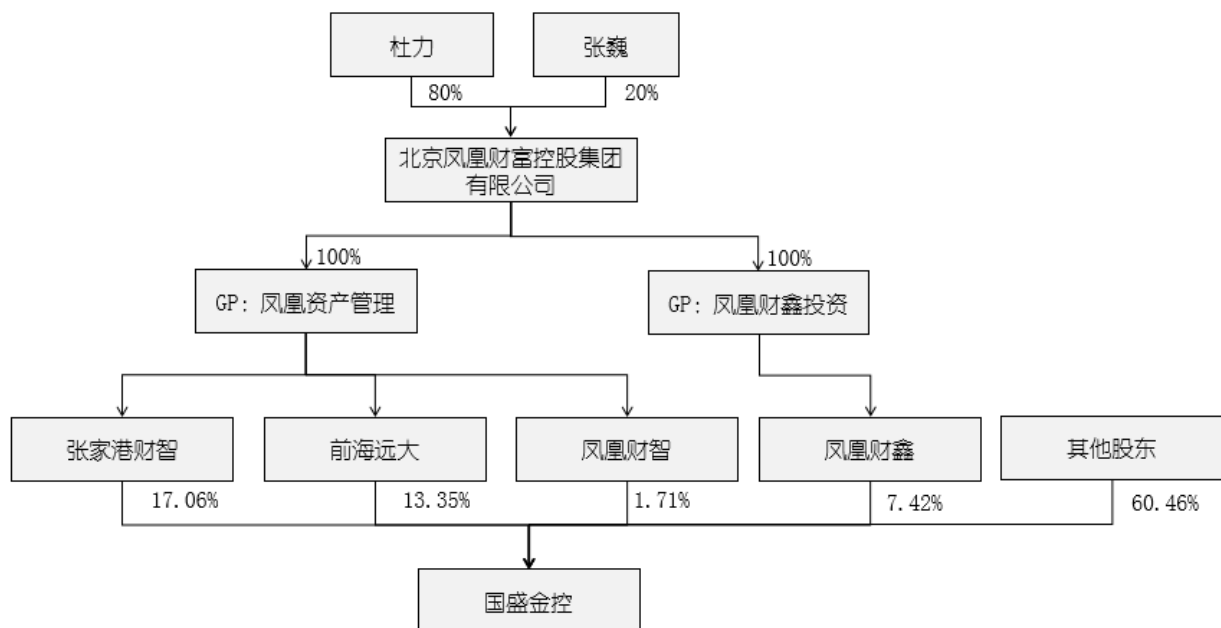 杜力
张巍
80%
20%
北京凤凰财富控股集团
有限公司
100%
100%
GP: 凤凰资产管理
GP: 凤凰财鑫投资
张家港财智
前海远大
凤凰财智
凤凰财鑫
其他股东
17.06%
13.35%
1.71%
7.42%
60.46%
国盛金控